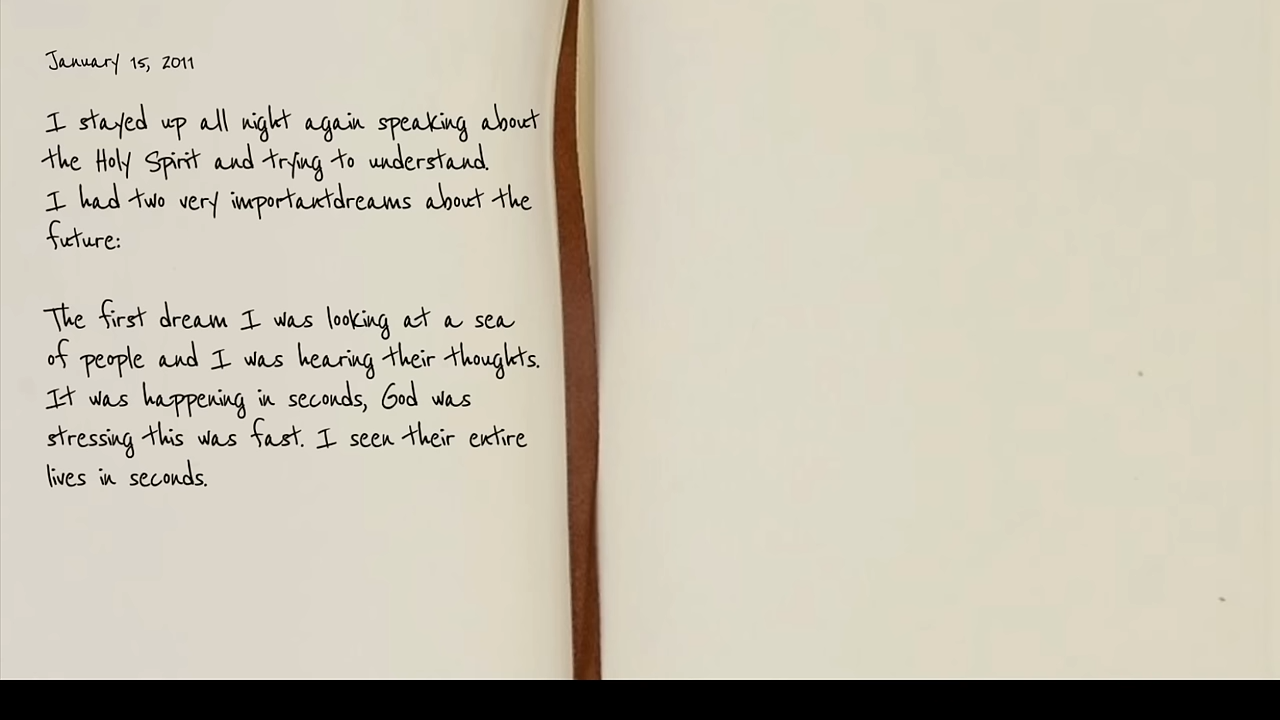 January 15, 2011
I stayed up all night again speaking about
the Holy Spirit and trying to understand.
I had two very importantdreams about the
future:
The first dream I was looking at a sea
of people and I was hearing their thoughts.
It was happening in seconds, God was
stressing this was fast. I seen their entire
lives in seconds.